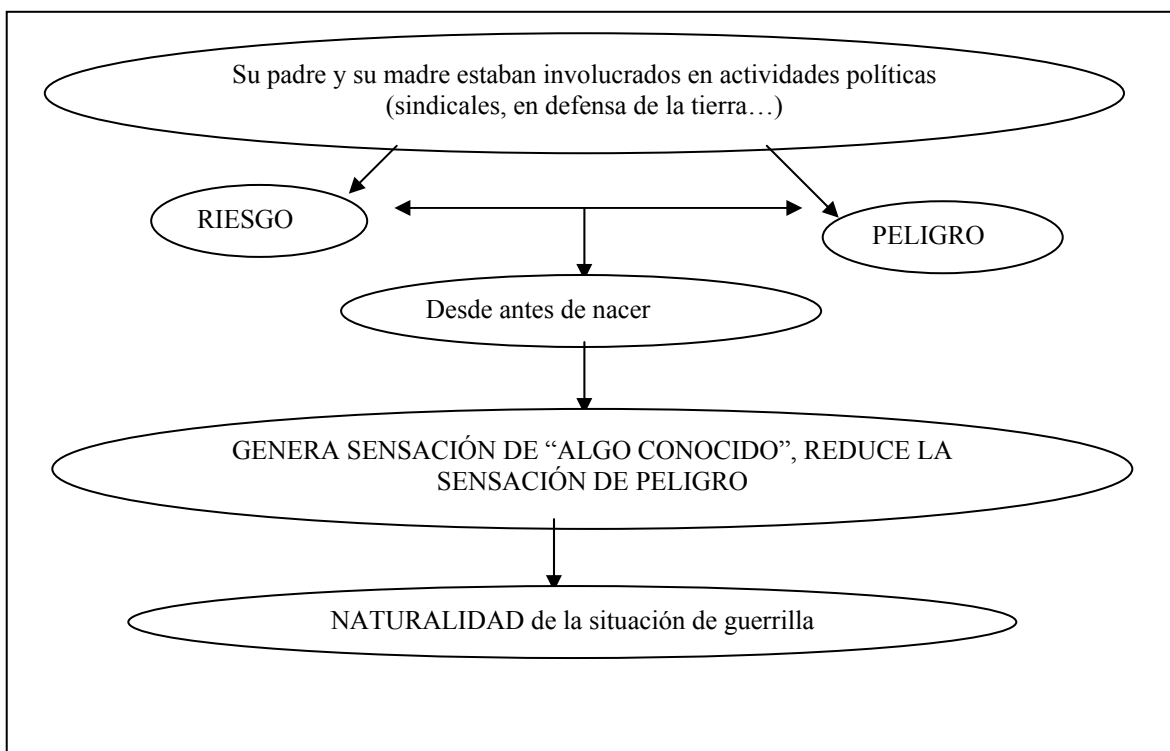 Su padre y su madre estaban involucrados en actividades políticas
(sindicales, en defensa de la tierra…)
RIESGO
PELIGRO
Desde antes de nacer
GENERA SENSACIÓN DE “ALGO CONOCIDO”, REDUCE LA
SENSACIÓN DE PELIGRO
NATURALIDAD de la situación de guerrilla